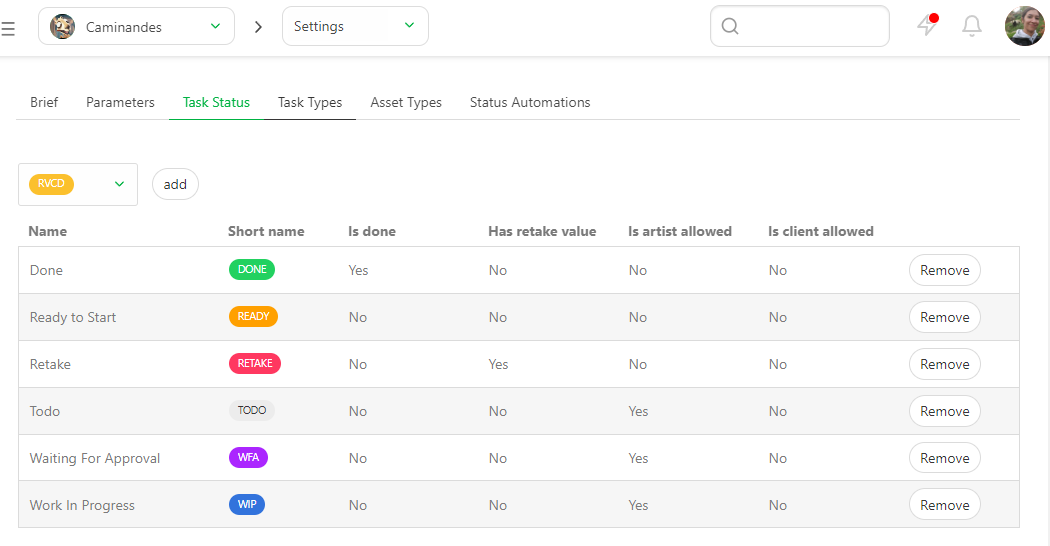 Caminandes Settings
Brief Parameters Task Status Task Types Asset Types Status Automations
RVCD add
Name Short name Is done Has retake value Is artist allowed Is client allowed
Done DONE Yes No No No Remove
Ready to Start READY No No No No Remove
Retake RETAKE No Yes No No Remove
Todo TODO No No Yes No Remove
Waiting For Approval WFA No No Yes No Remove
Work In Progress WIP No No Yes No Remove